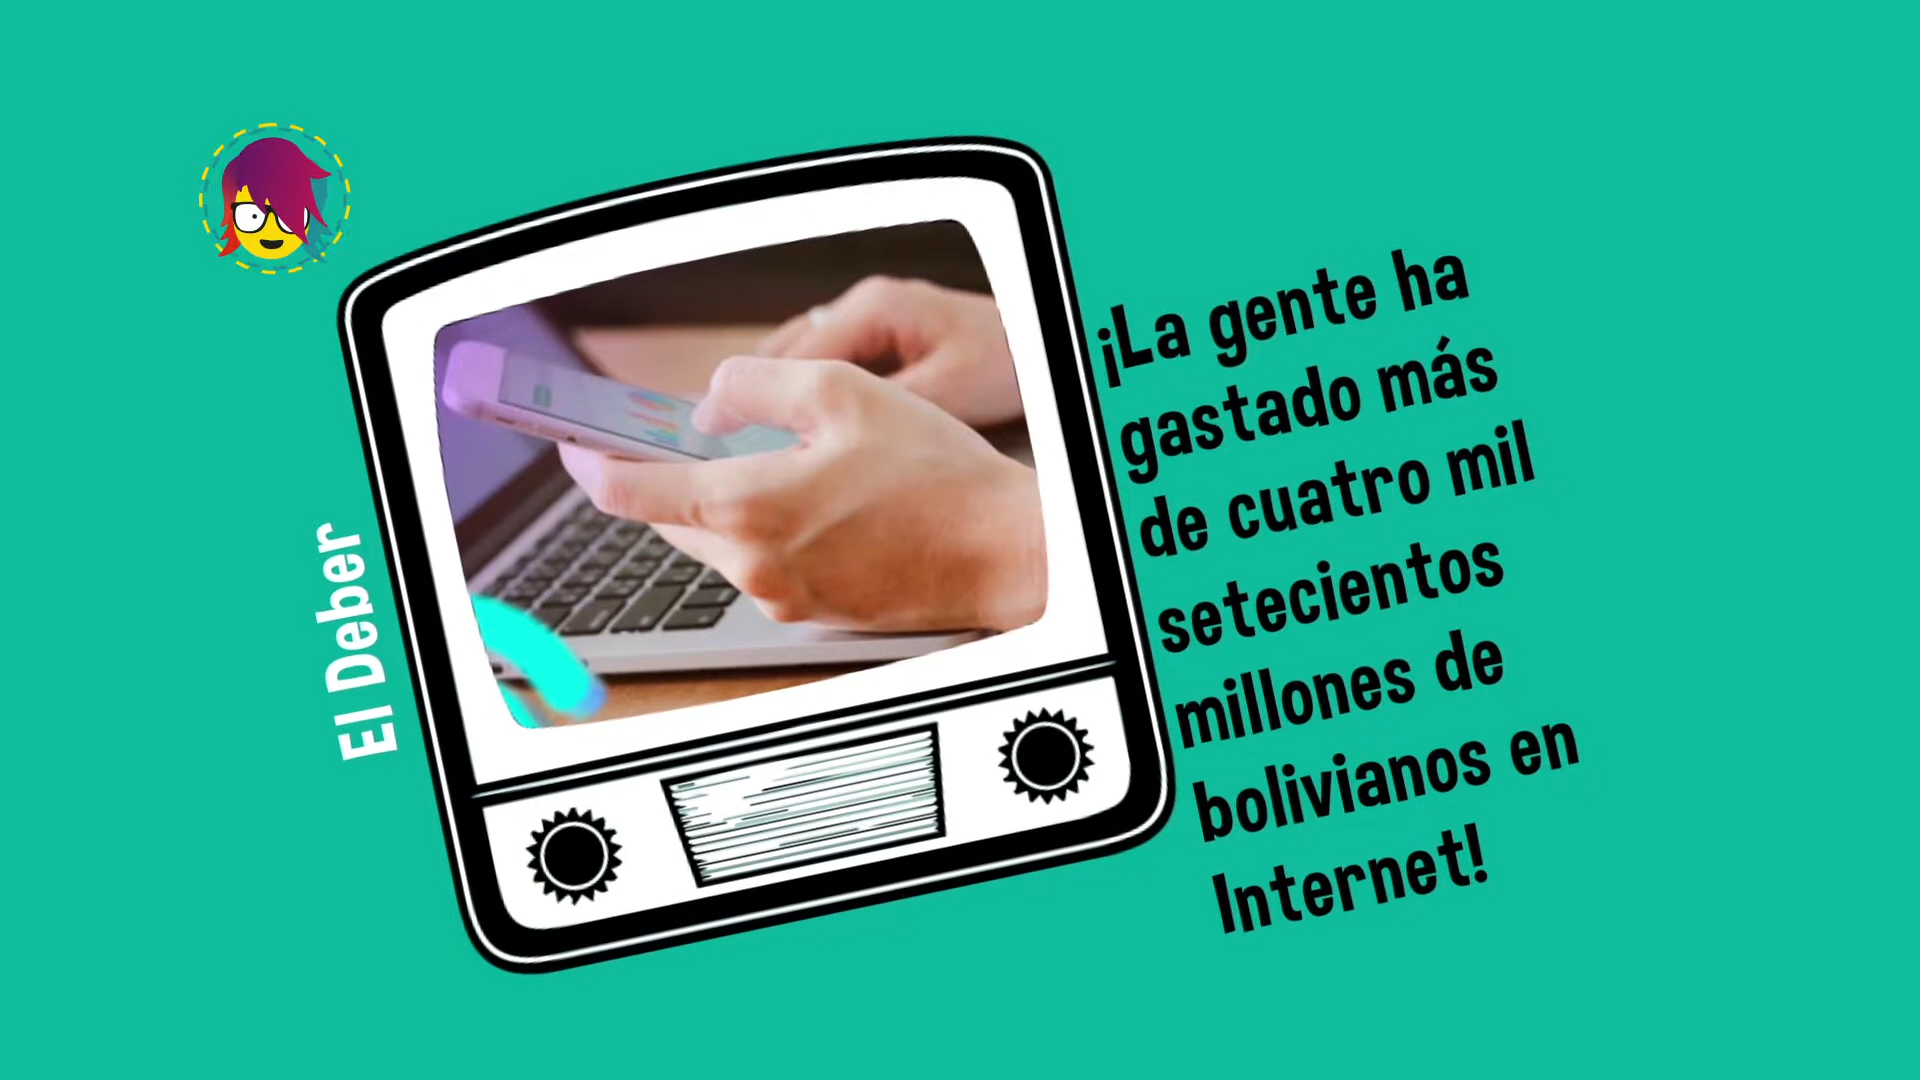 El Deber
¡La gente ha
gastado más
de cuatro mil
setecientos
millones de
bolivianos en
Internet!